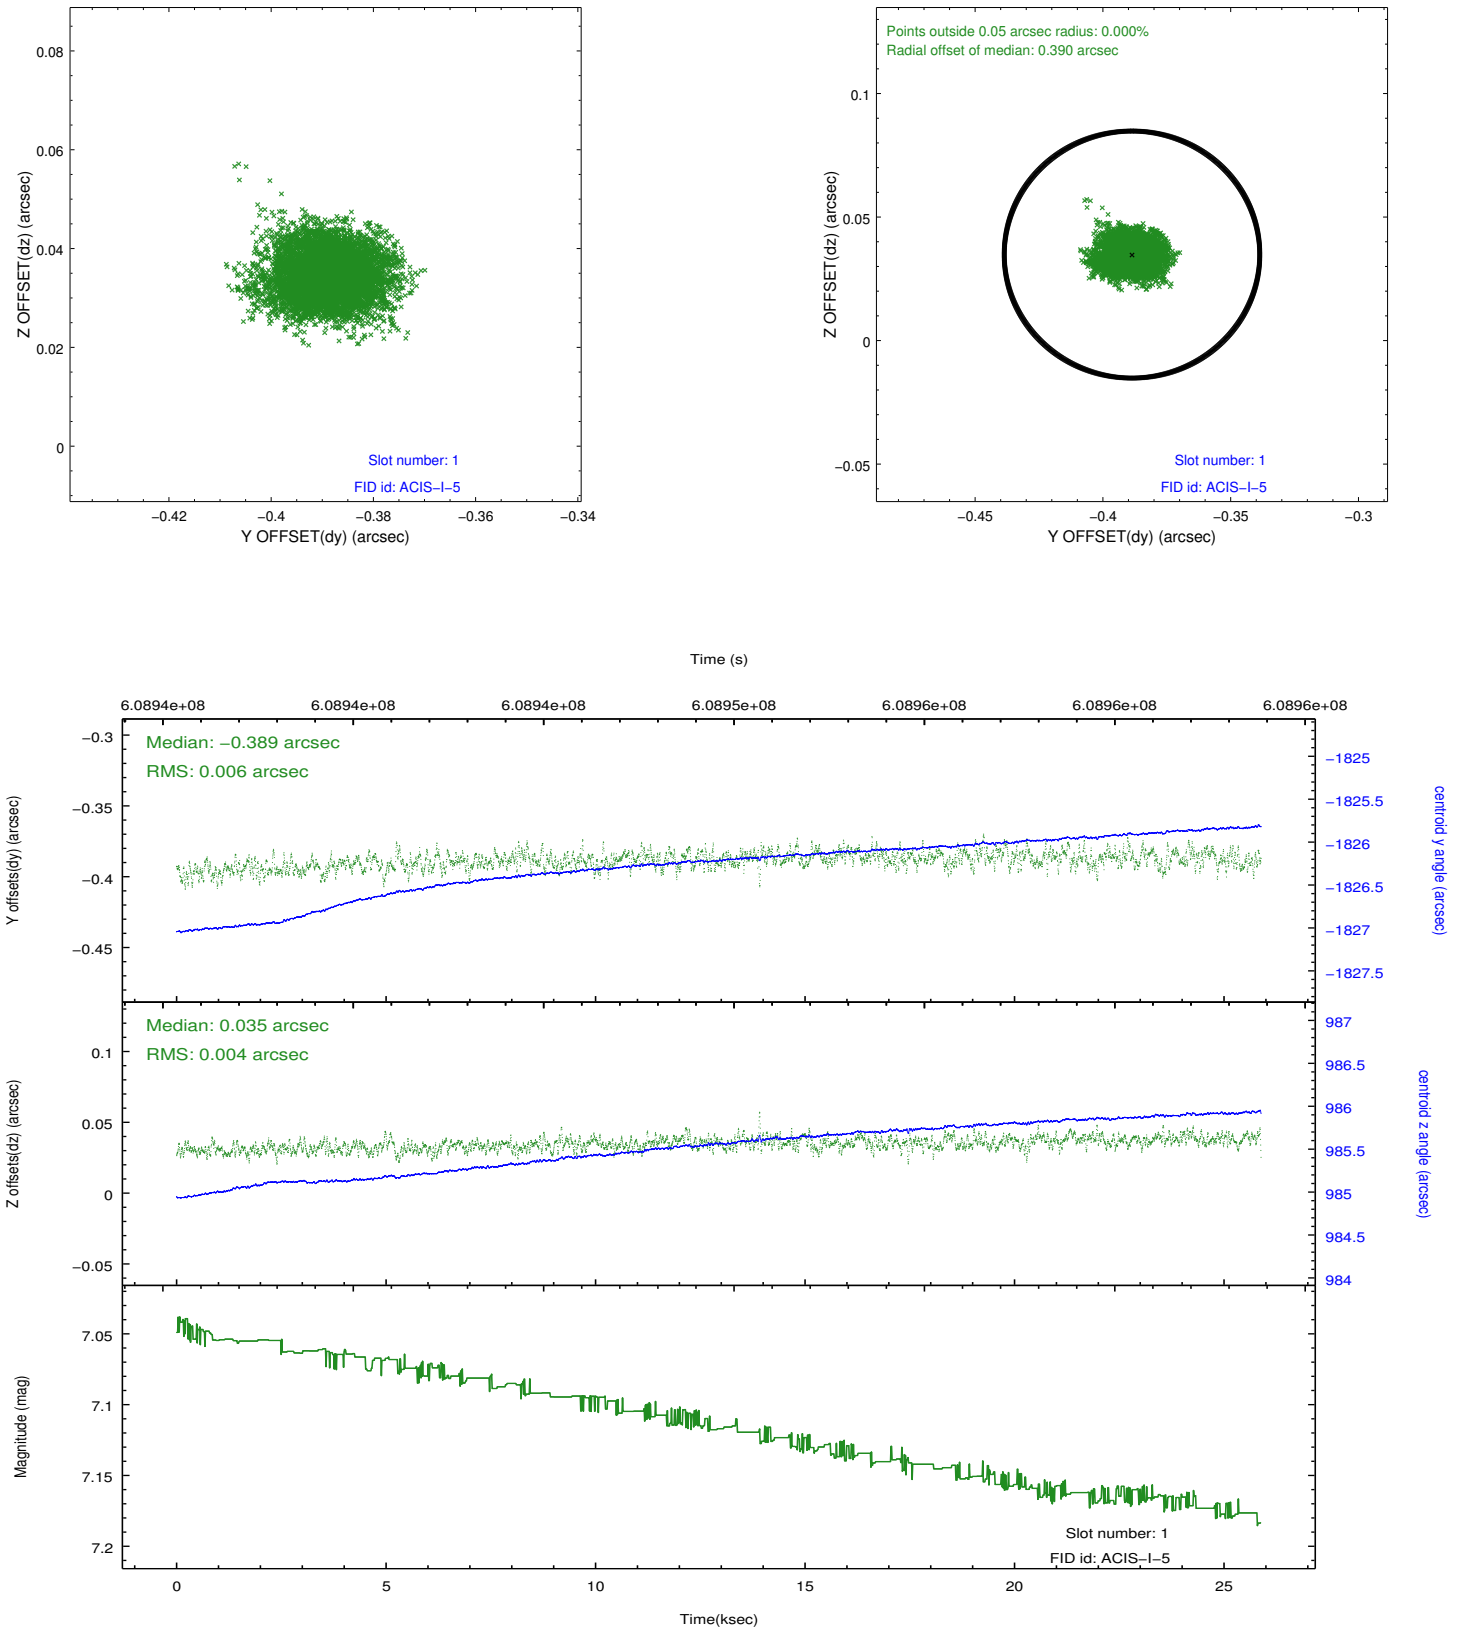 0.08
0.06
0.04
0.02
0
Z OFFSET(dz) (arcsec)
Slot number: 1
FID id: ACIS−I−5
−0.42
−0.4
−0.38
−0.36
−0.34
Y OFFSET(dy) (arcsec)
Points outside 0.05 arcsec radius: 0.000%
Radial offset of median: 0.390 arcsec
0.1
0.05
0
−0.05
Z OFFSET(dz) (arcsec)
Slot number: 1
FID id: ACIS−I−5
−0.45
−0.4
−0.35
−0.3
Y OFFSET(dy) (arcsec)
Time (s)
6.0894e+08
6.0894e+08
6.0894e+08
6.0895e+08
6.0896e+08
6.0896e+08
6.0896e+08
Median: −0.389 arcsec
RMS: 0.006 arcsec
−0.3
−0.35
−0.4
−0.45
Y offsets(dy) (arcsec)
−1825
−1825.5
−1826
−1826.5
−1827
−1827.5
centroid y angle (arcsec)
Median: 0.035 arcsec
RMS: 0.004 arcsec
0.1
0.05
0
−0.05
Z offsets(dz) (arcsec)
987
986.5
986
985.5
985
984.5
984
centroid z angle (arcsec)
7.05
7.1
7.15
7.2
Magnitude (mag)
Slot number: 1
FID id: ACIS−I−5
0
5
10
15
20
25
Time(ksec)